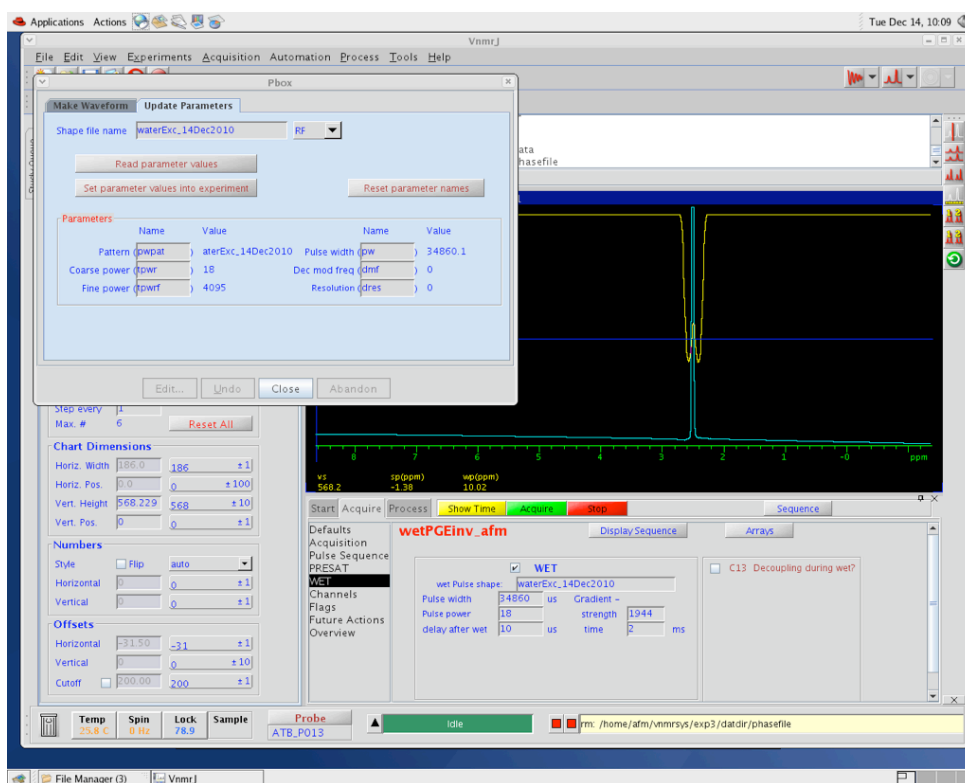 Applications Actions Tue Dec 14, 10:09
VnmrJ
File Edit View Experiments Acquisition Automation Process Tools Help
Pbox
Make Waveform Update Parameters
Shape file name waterExc_14Dec2010 RF
Read parameter values
Set parameter values into experiment Reset parameter names
Parameters
Name Value Name Value
Pattern (pwpat ) aterExc_14Dec2010 Pulse width (pw ) 34860.1
Coarse power (tpwr ) 18 Dec mod freq (dmf ) 0
Fine power (tpwrf ) 4095 Resolution (dres ) 0
Edit... Undo Close Abandon
ata
hasefile
Step every 1
Max. # 6 Reset All
Chart Dimensions
Horiz. Width 186.0 186 ±1
Horiz. Pos. 0.0 0 ±100
Vert. Height 568.229 568 ±10
Vert. Pos. 0 0 ±1
Numbers
Style Flip auto
Horizontal 0 0 ±1
Vertical 0 0 ±1
Offsets
Horizontal -31.50 -31 ±1
Vertical 0 0 ±10
Cutoff 200.00 200 ±1
8 7 6 5 4 3 2 1 -0 ppm
vs sp(ppm) wp(ppm)
568.2 -1.38 10.02
Start Acquire Process Show Time Acquire Stop Sequence
Defaults
Acquisition
Pulse Sequence
PRESAT
WET
Channels
Flags
Future Actions
Overview
wetPGEinv_afm Display Sequence Arrays
WET C13 Decoupling during wet?
wet Pulse shape: waterExc_14Dec2010
Pulse width 34860 us Gradient -
Pulse power 18 strength 1944
delay after wet 10 us time 2 ms
Temp Spin Lock Sample Probe
25.8 C 0 Hz 78.9 ATB_P013 Idle rm: /home/afm/vnmrsys/exp3/datdir/phasefile
File Manager (3) VnmrJ